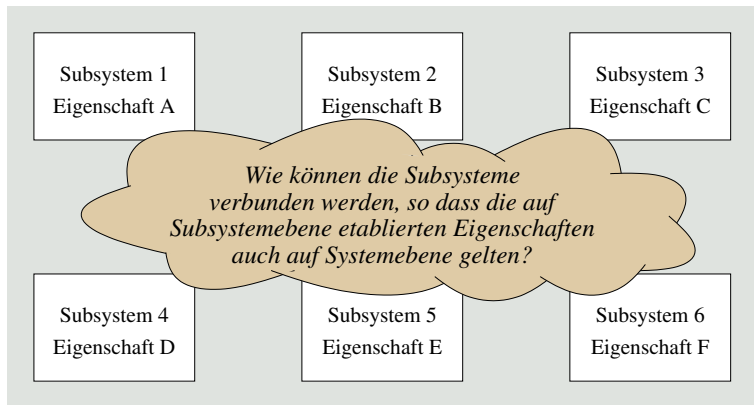 Subsystem 1
Eigenschaft A
Subsystem 2
Eigenschaft B
Subsystem 3
Eigenschaft C
Wie können die Subsysteme
verbunden werden, so dass die auf
Subsystemebene etablierten Eigenschaften
auch auf Systemebene gelten?
Subsystem 4
Eigenschaft D
Subsystem 5
Eigenschaft E
Subsystem 6
Eigenschaft F